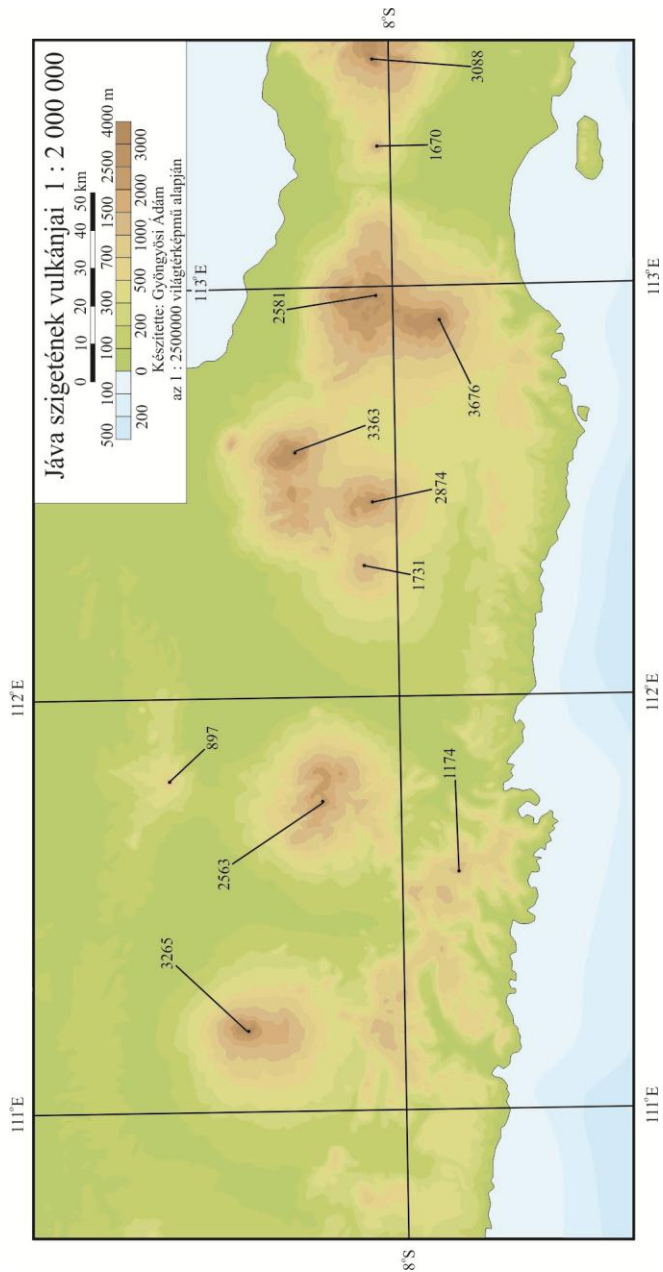 Jáva szigetének vulkánjai 1 : 2 000 000
0 10 20 30 40 50 km
500 100 100 300 700 1500 2500 4000 m
200 0 200 500 1000 2000 3000
Készítette: Gyöngyösi Ádám
az 1 : 2500000 világtérképmű alapján
111°E
112°E
113°E
3265
897
2563
3363
2581
8°S
8°S
1731
2874
1174
3676
1670
3088
111°E
112°E
113°E